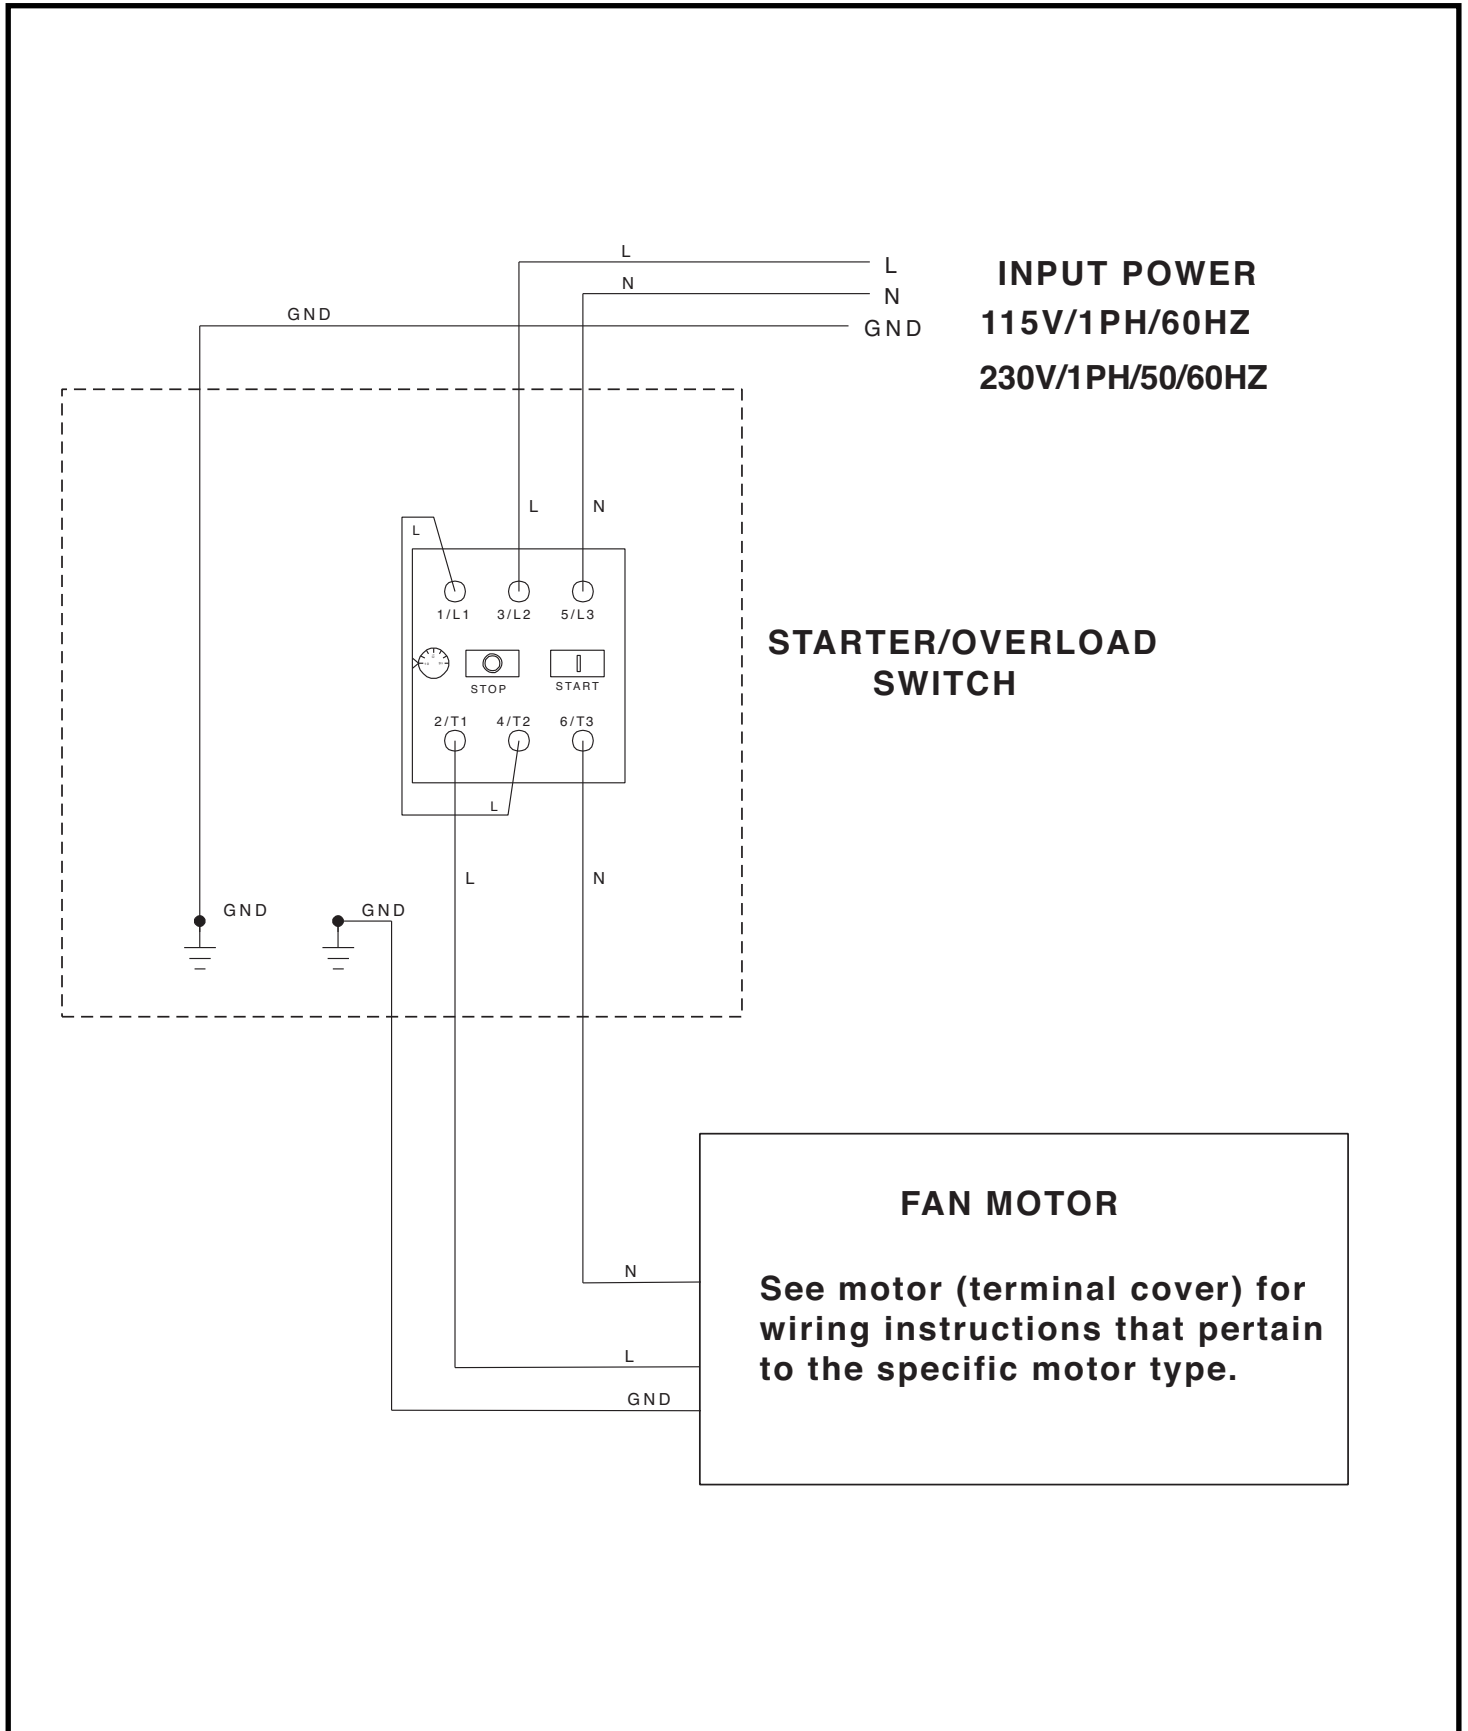 L
L
INPUT POWER
N
N
GND
GND
115V/1PH/60HZ
230V/1PH/50/60HZ
L
N
L
1/L1
3/L2
5/L3
STARTER/OVERLOAD
SWITCH
STOP
START
2/T1
4/T2
6/T3
L
L
N
GND
GND
FAN MOTOR
N
See motor (terminal cover) for
wiring instructions that pertain
to the specific motor type.
L
GND